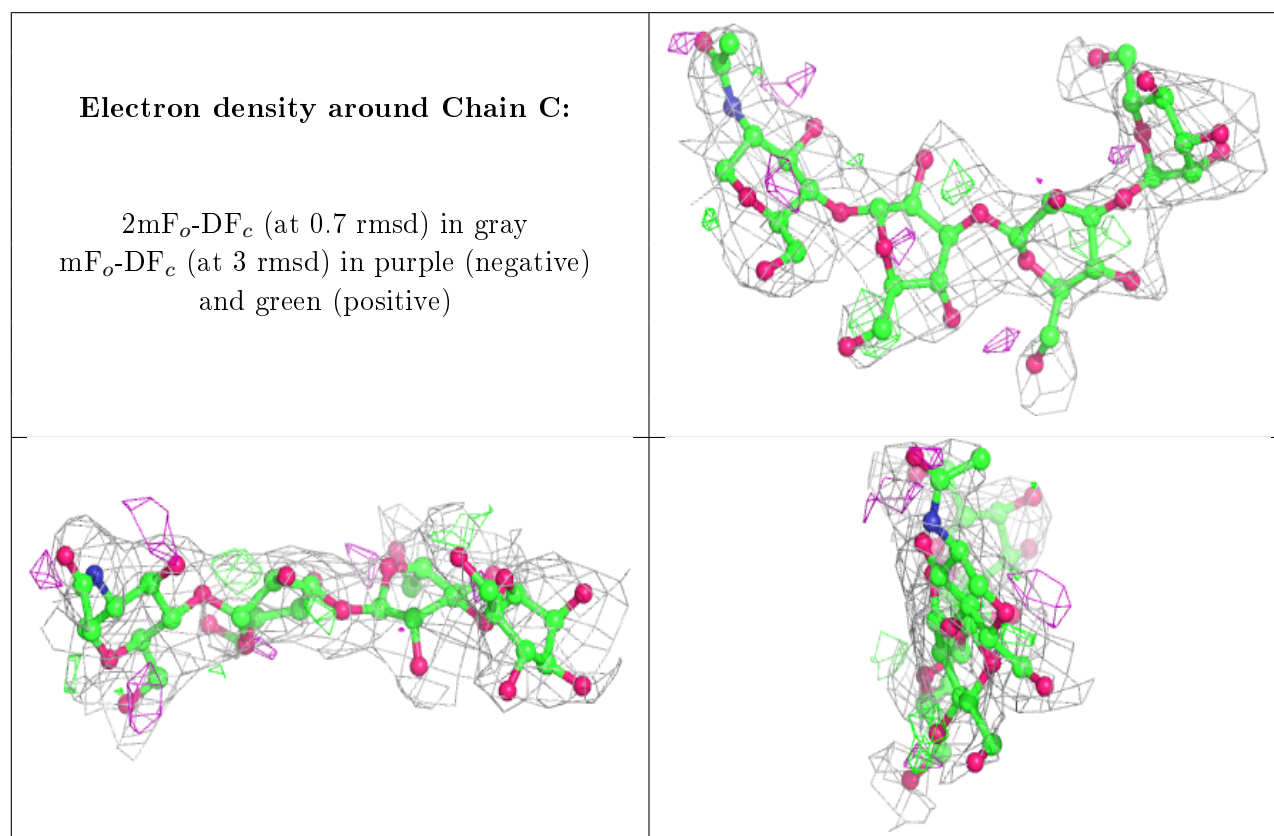 Electron density around Chain C:
2mFo-DFc (at 0.7 rmsd) in gray
mFo-DFc (at 3 rmsd) in purple (negative)
and green (positive)